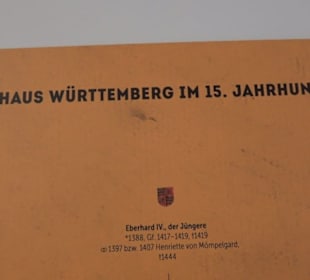 HAUS WÜRTTEMBERG IM 15. JAHRHUN
Eberhard IV., der Jüngere
*1388, Gf. 1417–1419, †1419
⚭ 1397 bzw. 1407 Henriette von Mömpelgard,
†1444